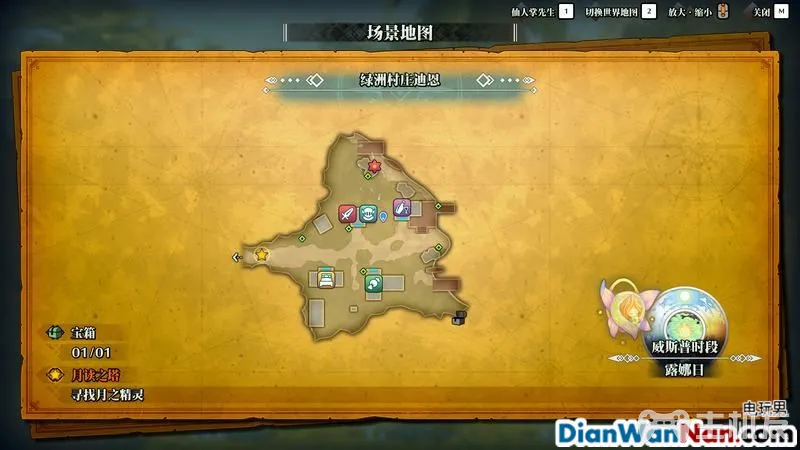 仙人掌先生 1 切换世界地图 2 放大·缩小 关闭 M
场景地图
绿洲村庄迪恩
宝箱
01/01
月读之塔
寻找月之精灵
威斯普时段
露娜日
电玩男
DianWanNan.com